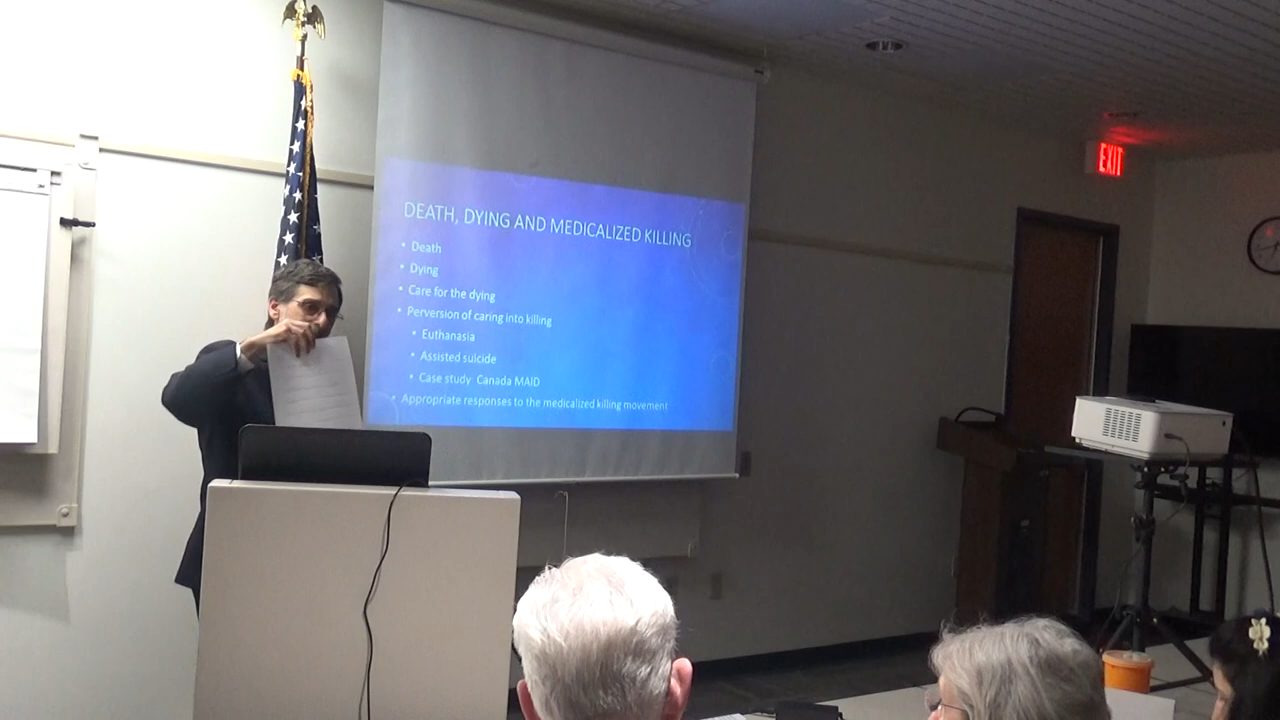 DEATH, DYING AND MEDICALIZED KILLING
• Death
• Dying
• Care for the dying
• Perversion of caring into killing
• Euthanasia
• Assisted suicide
• Case study: Canada MAID
• Appropriate responses to the medicalized killing movement
EXIT